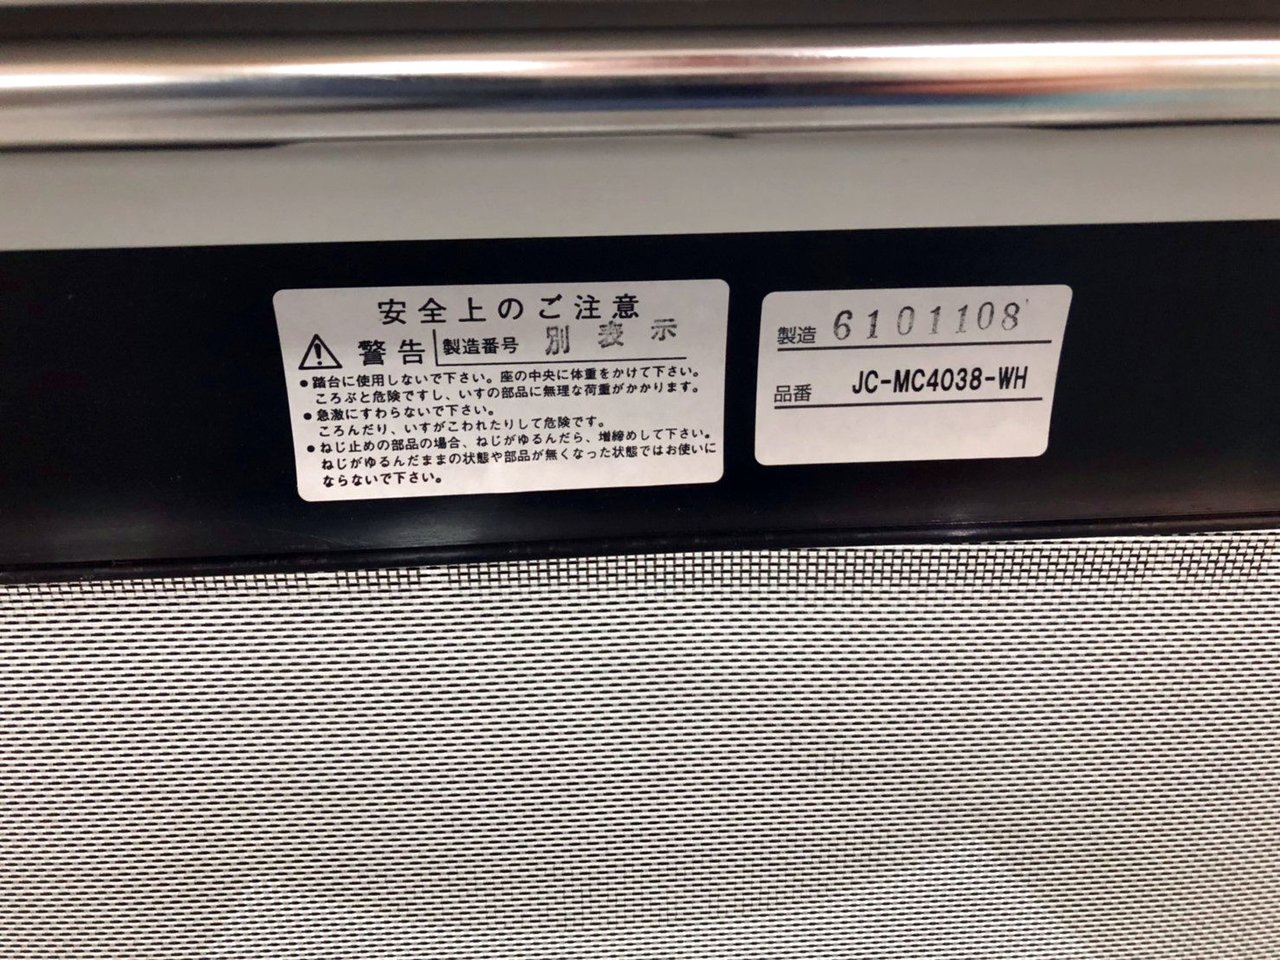 安全上のご注意
警告 製造番号 別表示
●踏台に使用しないで下さい。座の中央に体重をかけて下さい。
ころぶと危険ですし、いすの部品に無理な荷重がかかります。
●急激にすわらないで下さい。
ころんだり、いすがこわれたりして危険です。
●ねじ止めの部品の場合、ねじがゆるんだら、増締めして下さい。
ねじがゆるんだままの状態や部品が無くなった状態ではお使いに
ならないで下さい。
製造 6101108
品番 JC-MC4038-WH